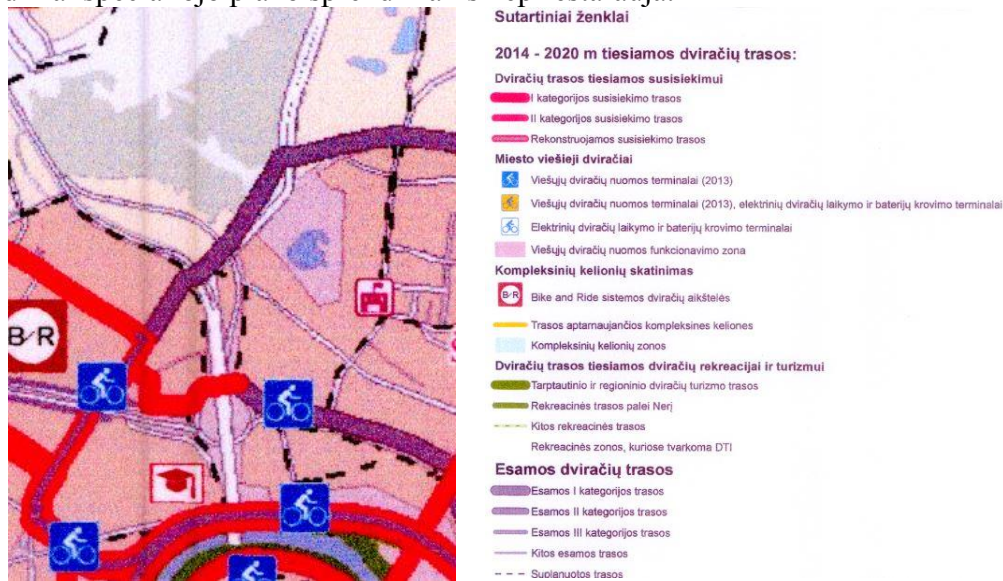 Sutartiniai ženklai
2014 - 2020 m tiesiamos dviračių trasos:
Dviračių trasos tiesiamos susisiekimui
I kategorijos susisiekimo trasos
II kategorijos susisiekimo trasos
Rekonstruojamos susisiekimo trasos
Miesto viešieji dviračiai
Viešųjų dviračių nuomos terminalai (2013)
Viešųjų dviračių nuomos terminalai (2013), elektrinių dviračių laikymo ir baterijų krovimo terminalai
Elektrinių dviračių laikymo ir baterijų krovimo terminalai
Viešųjų dviračių nuomos funkcionavimo zona
Kompleksinių kelionių skatinimas
B/R Bike and Ride sistemos dviračių aikštelės
Trasos aptarnaujančios kompleksines keliones
Kompleksinių kelionių zonos
Dviračių trasos tiesiamos dviračių rekreacijai ir turizmui
Tarptautinio ir regioninio dviračių turizmo trasos
Rekreacinės trasos palei Nerį
Kitos rekreacinės trasos
Rekreacinės zonos, kuriose tvarkoma DTI
Esamos dviračių trasos
Esamos I kategorijos trasos
Esamos II kategorijos trasos
Esamos III kategorijos trasos
Kitos esamos trasos
Suplanuotos trasos
B/R